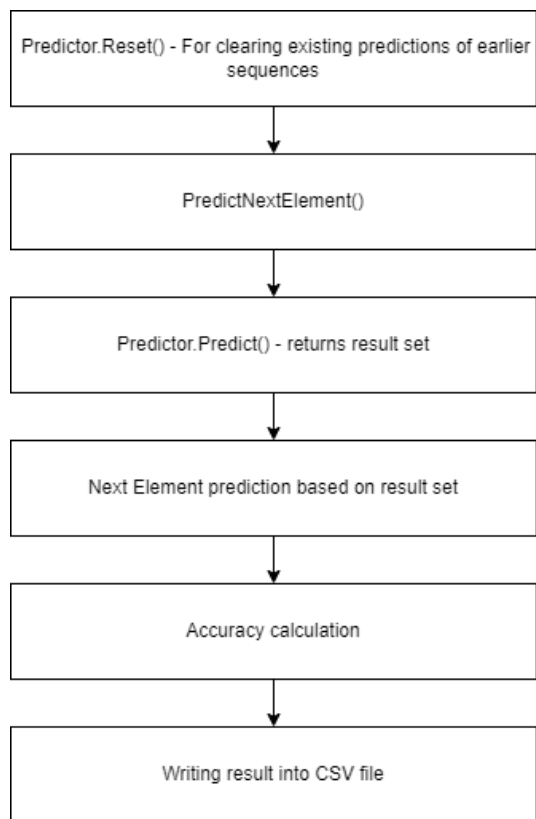 Predictor.Reset() - For clearing existing predictions of earlier
sequences
PredictNextElement()
Predictor.Predict() - returns result set
Next Element prediction based on result set
Accuracy calculation
Writing result into CSV file